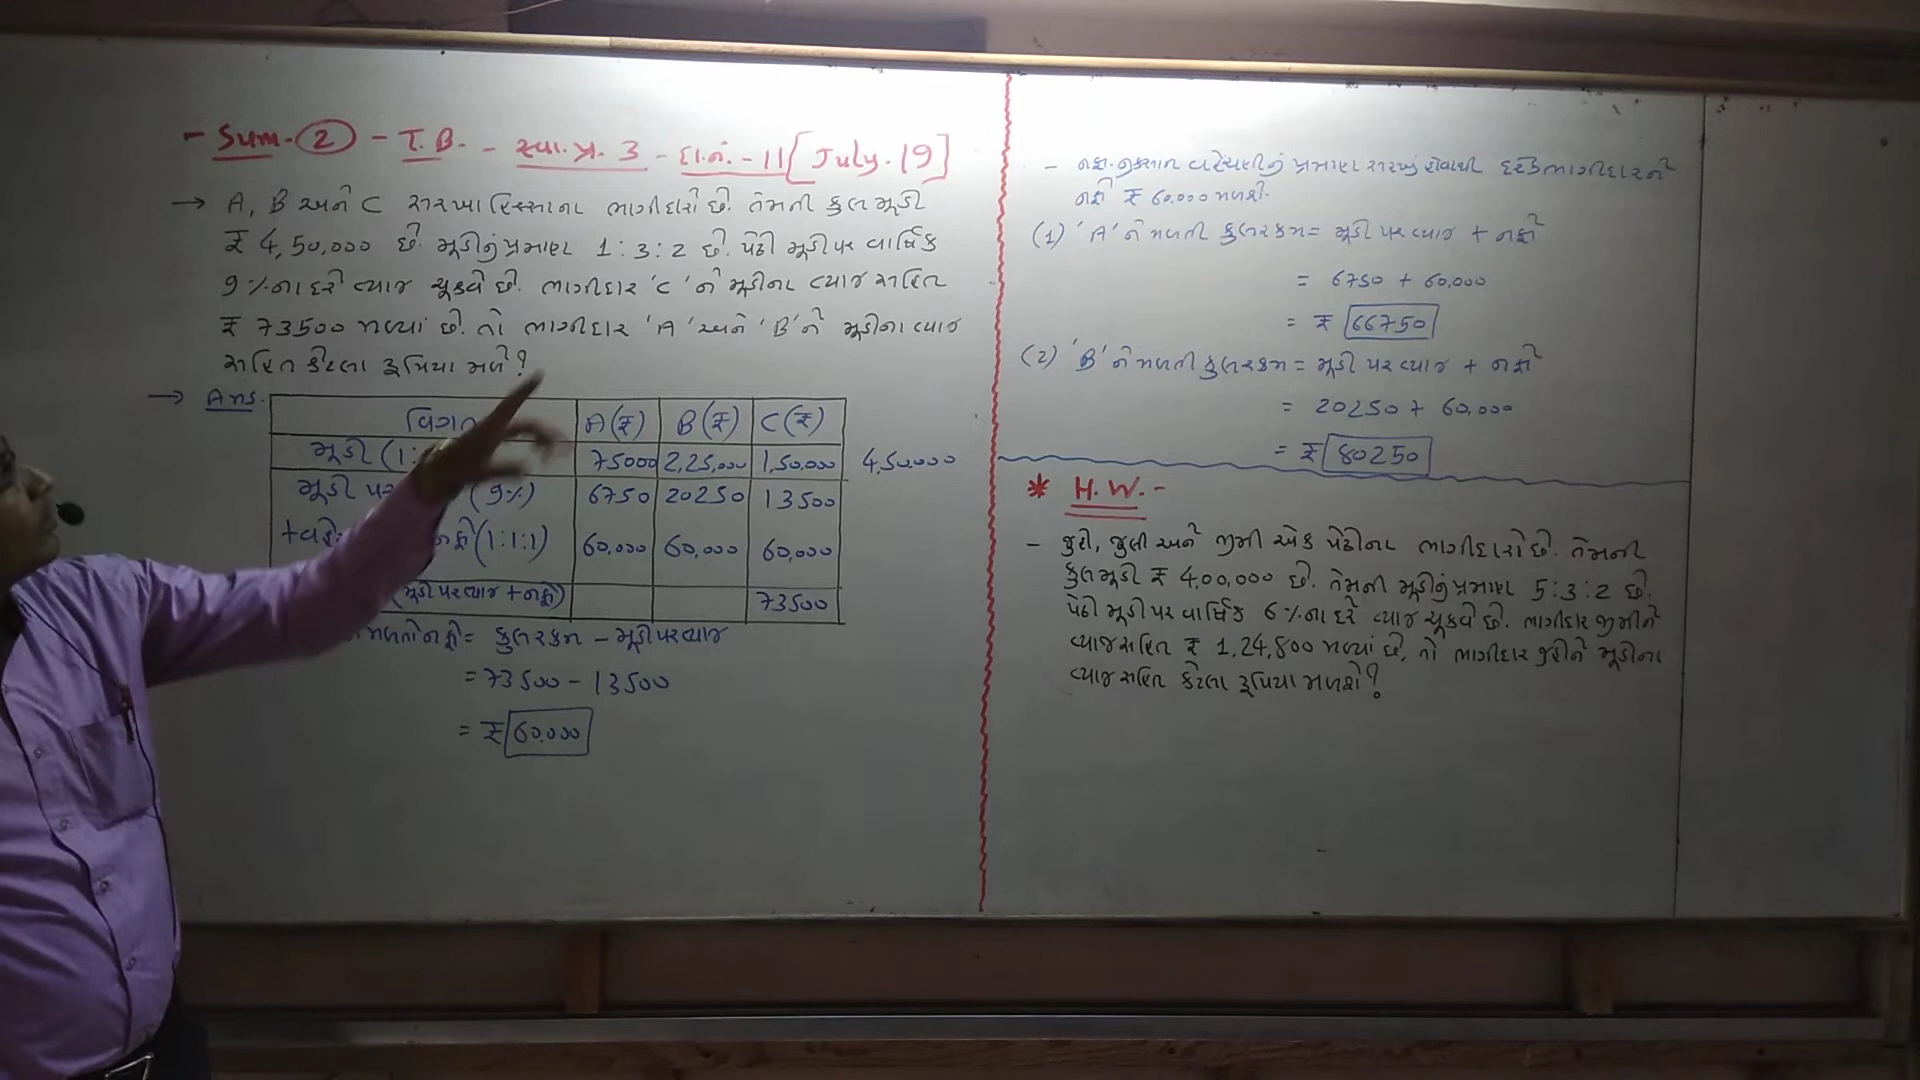 - Sum. 2 - T. B. - સ્વા.પ્ર. 3 - દા.નં. - 11 [July. 19]
→ A, B અને C સરખા હિસ્સાના ભાગીદારો છે. તેમની કુલ મૂડી
₹ 4,50,000 છે. મૂડીનું પ્રમાણ 1 : 3 : 2 છે. પેઢી મૂડી પર વાર્ષિક
9 % ના દરે વ્યાજ ચૂકવે છે. ભાગીદાર 'C' ને મૂડીના વ્યાજ સહિત
₹ 73500 મળ્યાં છે. તો ભાગીદાર 'A' અને 'B' ને મૂડીના વ્યાજ
સહિત કેટલા રૂપિયા મળે?
→ Ans.
વિગત A(₹) B(₹) C(₹)
મૂડી (1: 75000 2,25,000 1,50,000 4,50,000
મૂડી પર (9%) 6750 20250 13500
+વહેં નફો(1:1:1) 60,000 60,000 60,000
(મૂડી પર વ્યાજ + નફો) 73500
મળતો નફો = કુલ રકમ - મૂડી પર વ્યાજ
= 73500 - 13500
= ₹ 60,000
- નફા-નુકસાન વહેંચણીનું પ્રમાણ સરખું હોવાથી દરેક ભાગીદારને
નફો ₹ 60,000 મળશે.
(1) 'A' ને મળતી કુલ રકમ = મૂડી પર વ્યાજ + નફો
= 6750 + 60,000
= ₹ 66750
(2) 'B' ને મળતી કુલ રકમ = મૂડી પર વ્યાજ + નફો
= 20250 + 60,000
= ₹ 80250
* H. W. -
- જુહી, જુલી અને જીમી એક પેઢીના ભાગીદારો છે. તેમની
કુલ મૂડી ₹ 4,00,000 છે. તેમની મૂડીનું પ્રમાણ 5 : 3 : 2 છે.
પેઢી મૂડી પર વાર્ષિક 6 % ના દરે વ્યાજ ચૂકવે છે. ભાગીદાર જીમીને
વ્યાજ સહિત ₹ 1,24,800 મળ્યાં છે, તો ભાગીદાર જુહીને મૂડીના
વ્યાજ સહિત કેટલા રૂપિયા મળશે?